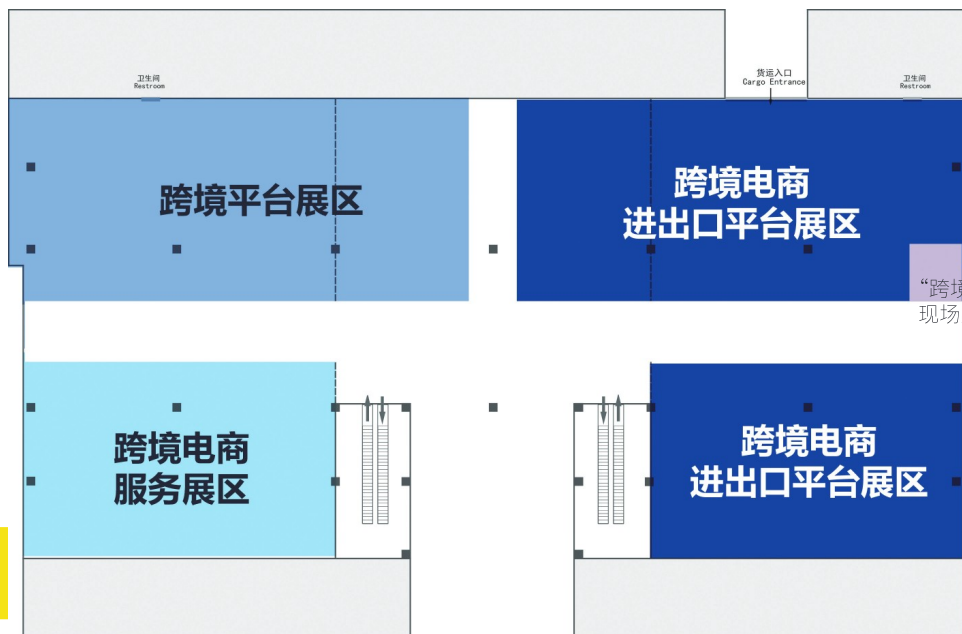 货运入口
Cargo Entrance
卫生间
Restroom
卫生间
Restroom
跨境平台展区
跨境电商
进出口平台展区
“跨境
现场
跨境电商
服务展区
跨境电商
进出口平台展区